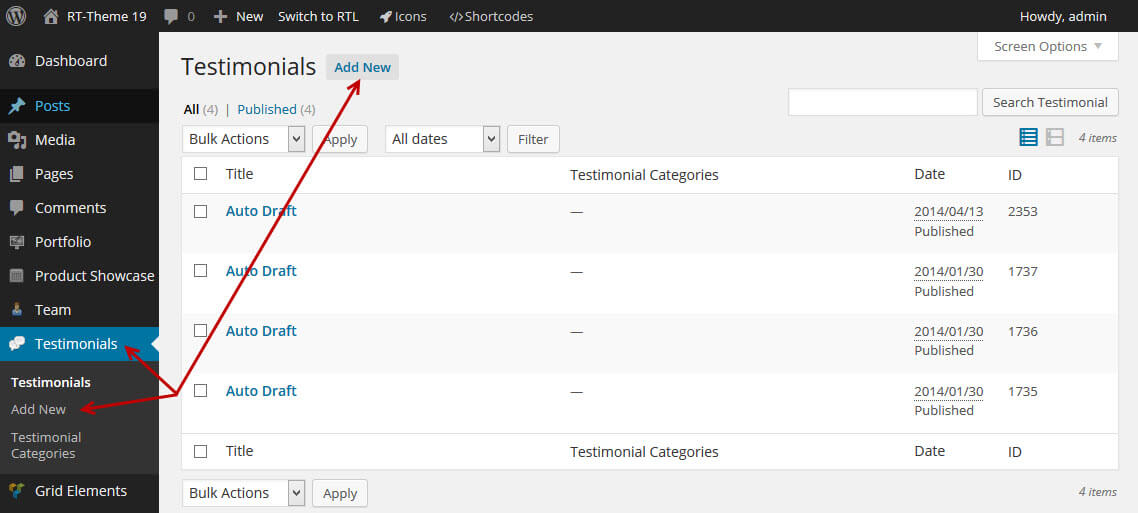 RT-Theme 19 0 New Switch to RTL Icons </>Shortcodes Howdy, admin
Dashboard
Posts
Media
Pages
Comments
Portfolio
Product Showcase
Team
Testimonials
Testimonials
Add New
Testimonial
Categories
Grid Elements
Screen Options
Testimonials Add New
All (4) | Published (4)
Search Testimonial
Bulk Actions Apply All dates Filter 4 items
Title Testimonial Categories Date ID
Auto Draft — 2014/04/13 2353
Published
Auto Draft — 2014/01/30 1737
Published
Auto Draft — 2014/01/30 1736
Published
Auto Draft — 2014/01/30 1735
Published
Title Testimonial Categories Date ID
Bulk Actions Apply 4 items